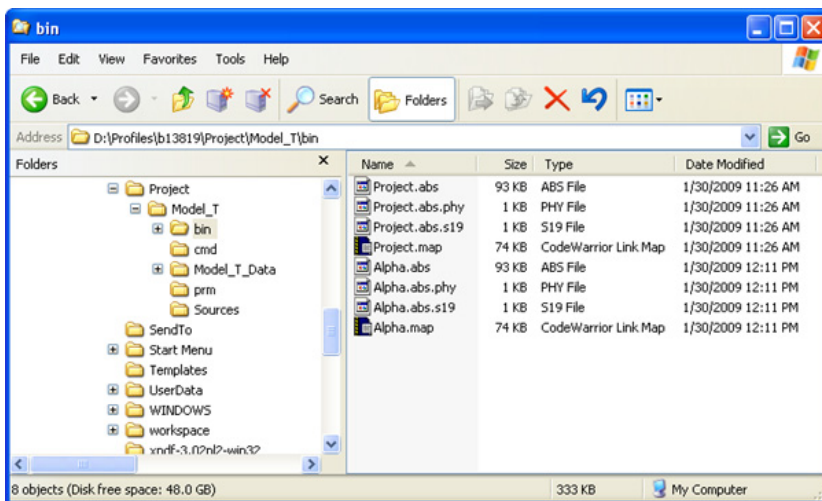 bin
File Edit View Favorites Tools Help
Back Search Folders
Address D:\Profiles\b13819\Project\Model_T\bin Go
Folders x
Project
Model_T
bin
cmd
Model_T_Data
prm
Sources
SendTo
Start Menu
Templates
UserData
WINDOWS
workspace
xpdf-3.02pl2-win32
Name Size Type Date Modified
Project.abs 93 KB ABS File 1/30/2009 11:26 AM
Project.abs.phy 1 KB PHY File 1/30/2009 11:26 AM
Project.abs.s19 1 KB S19 File 1/30/2009 11:26 AM
Project.map 74 KB CodeWarrior Link Map 1/30/2009 11:26 AM
Alpha.abs 93 KB ABS File 1/30/2009 12:11 PM
Alpha.abs.phy 1 KB PHY File 1/30/2009 12:11 PM
Alpha.abs.s19 1 KB S19 File 1/30/2009 12:11 PM
Alpha.map 74 KB CodeWarrior Link Map 1/30/2009 12:11 PM
8 objects (Disk free space: 48.0 GB) 333 KB My Computer